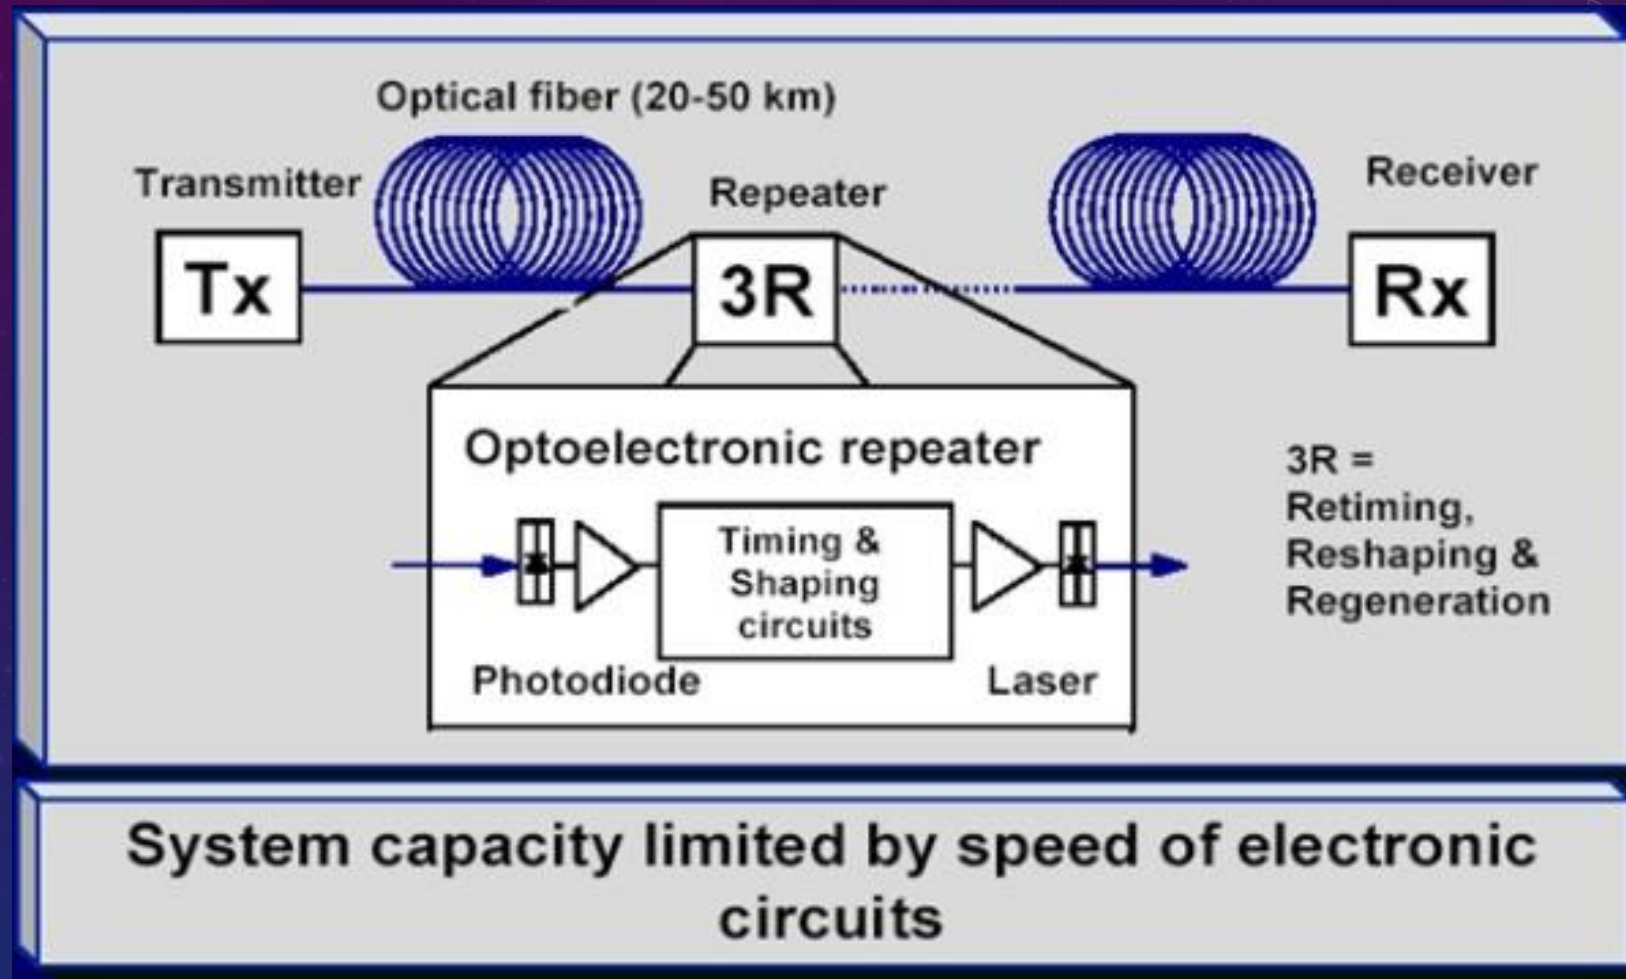 Optical fiber (20-50 km)
Transmitter
Repeater
Receiver
Tx
3R
Rx
Optoelectronic repeater
Timing &
Shaping
circuits
Photodiode
Laser
3R =
Retiming,
Reshaping &
Regeneration
System capacity limited by speed of electronic
circuits